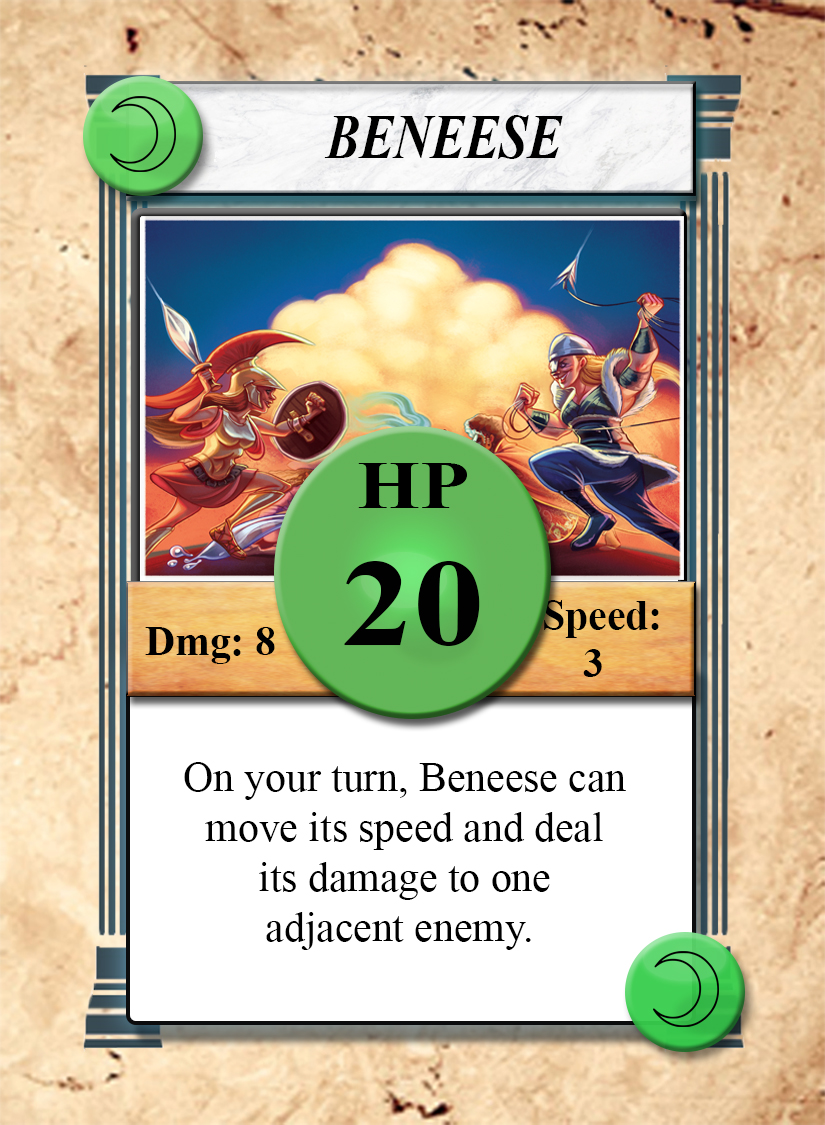 BENEESE
HP
20
Dmg: 8
Speed:
3
On your turn, Beneese can
move its speed and deal
its damage to one
adjacent enemy.